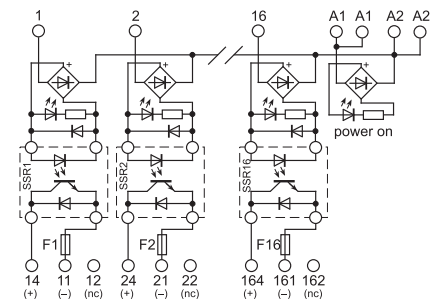 1 2 16 A1 A1 A2 A2
+ + + +
power on
SSR1 SSR2 SSR16
F1 F2 F16
14 11 12 24 21 22 164 161 162
(+) (–) (nc) (+) (–) (nc) (+) (–) (nc)